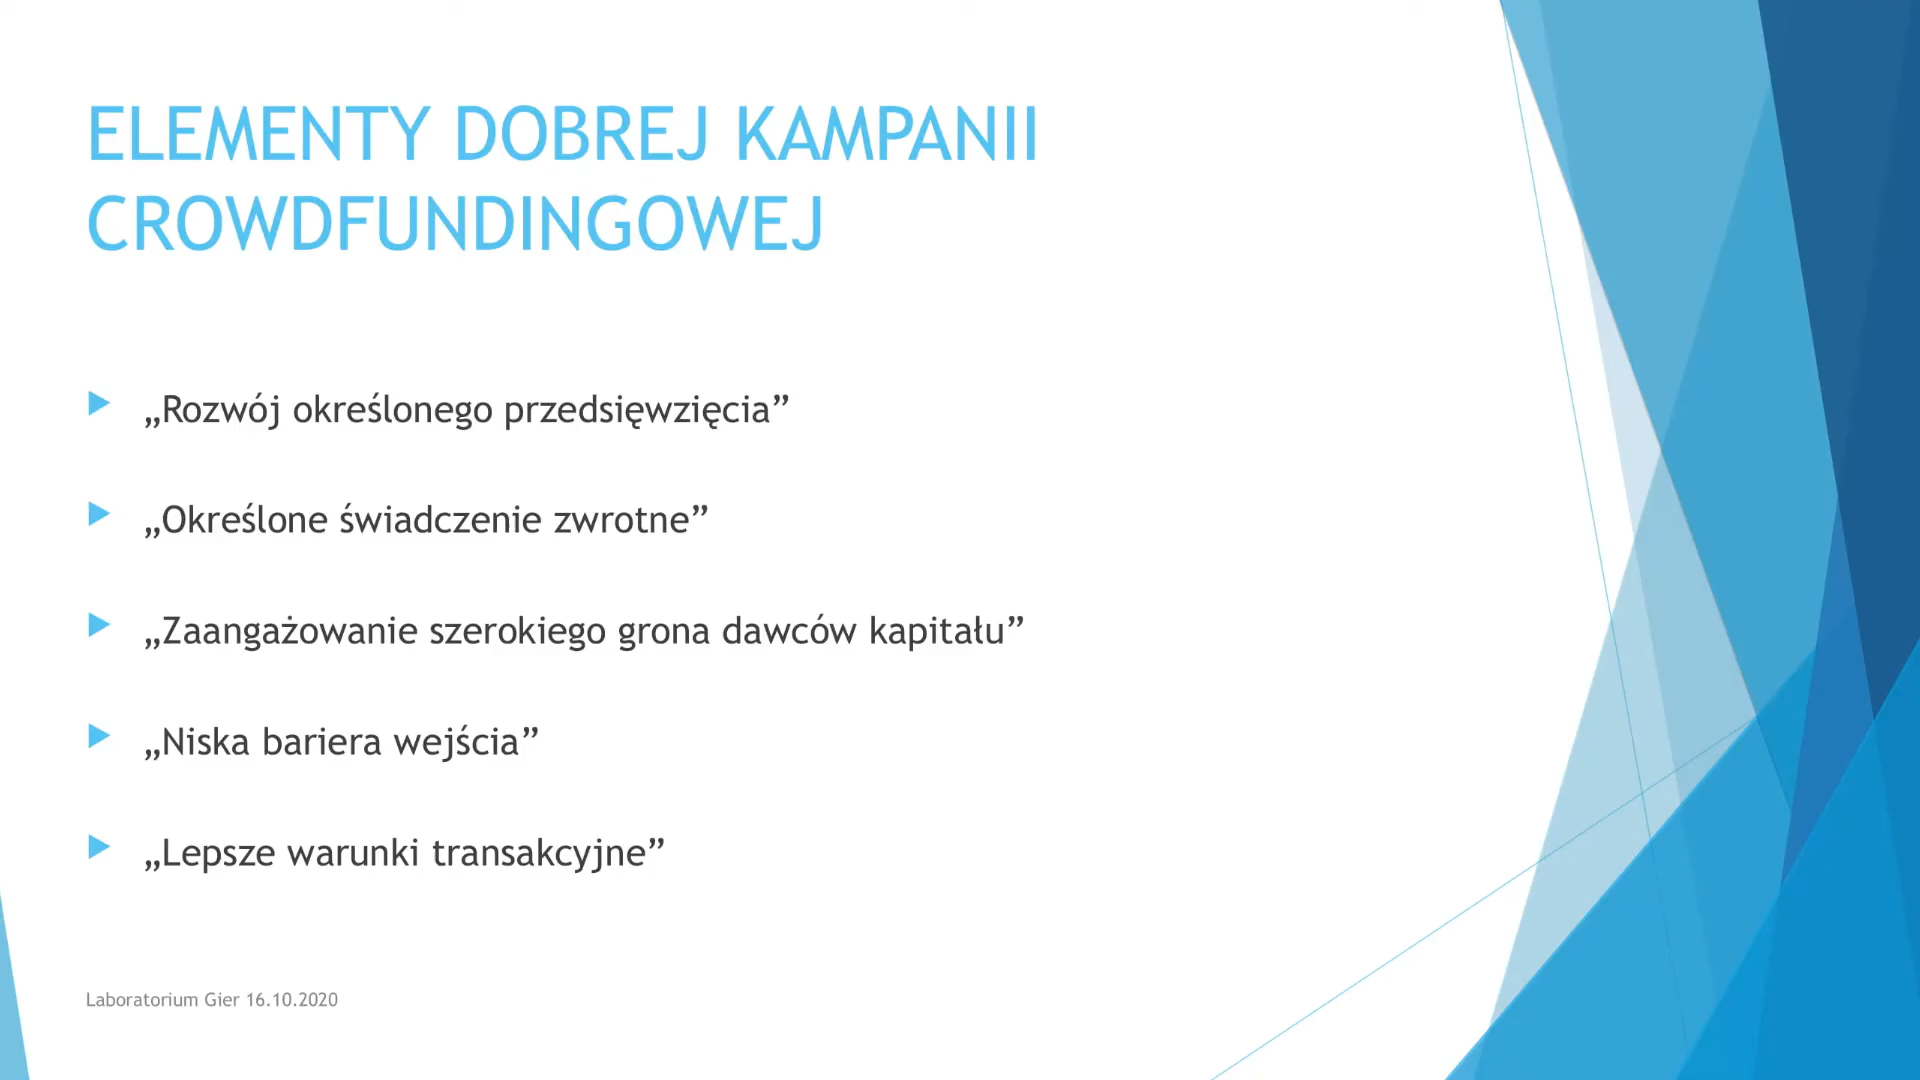 ELEMENTY DOBREJ KAMPANII
CROWDFUNDINGOWEJ
„Rozwój określonego przedsięwzięcia”
„Określone świadczenie zwrotne”
„Zaangażowanie szerokiego grona dawców kapitału”
„Niska bariera wejścia”
„Lepsze warunki transakcyjne”
Laboratorium Gier 16.10.2020